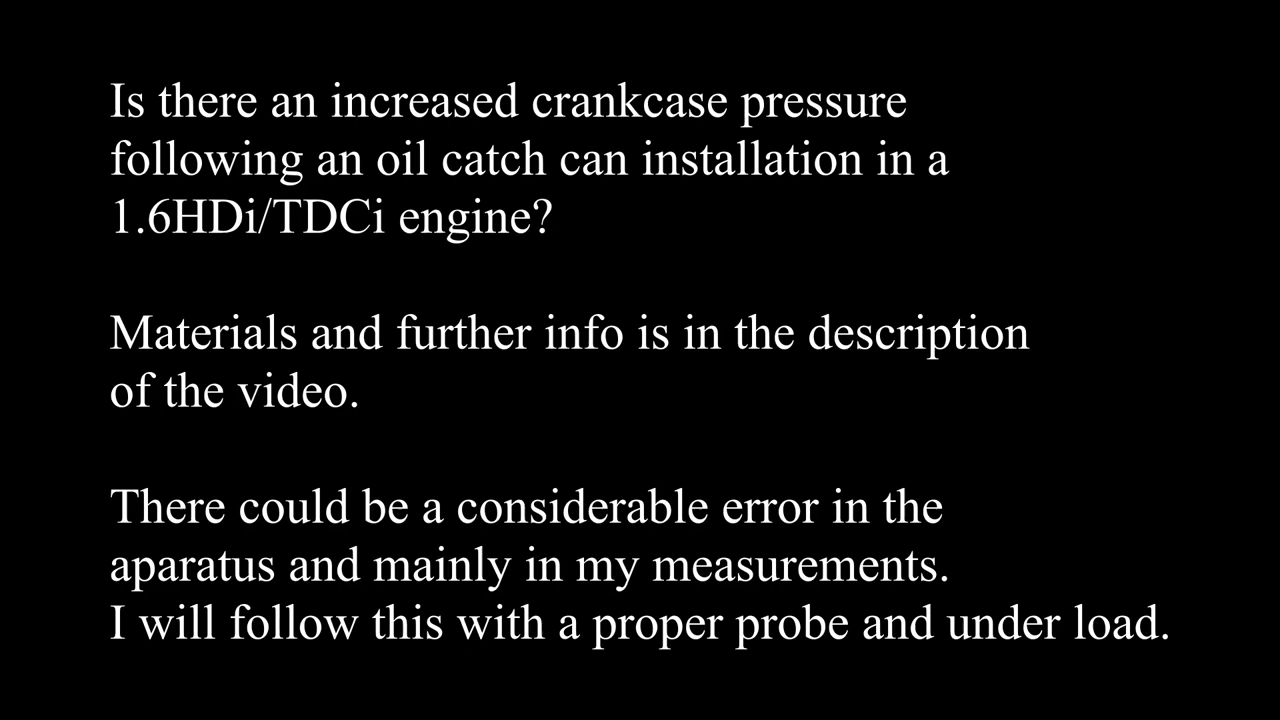 Is there an increased crankcase pressure
following an oil catch can installation in a
1.6HDi/TDCi engine?
Materials and further info is in the description
of the video.
There could be a considerable error in the
aparatus and mainly in my measurements.
I will follow this with a proper probe and under load.